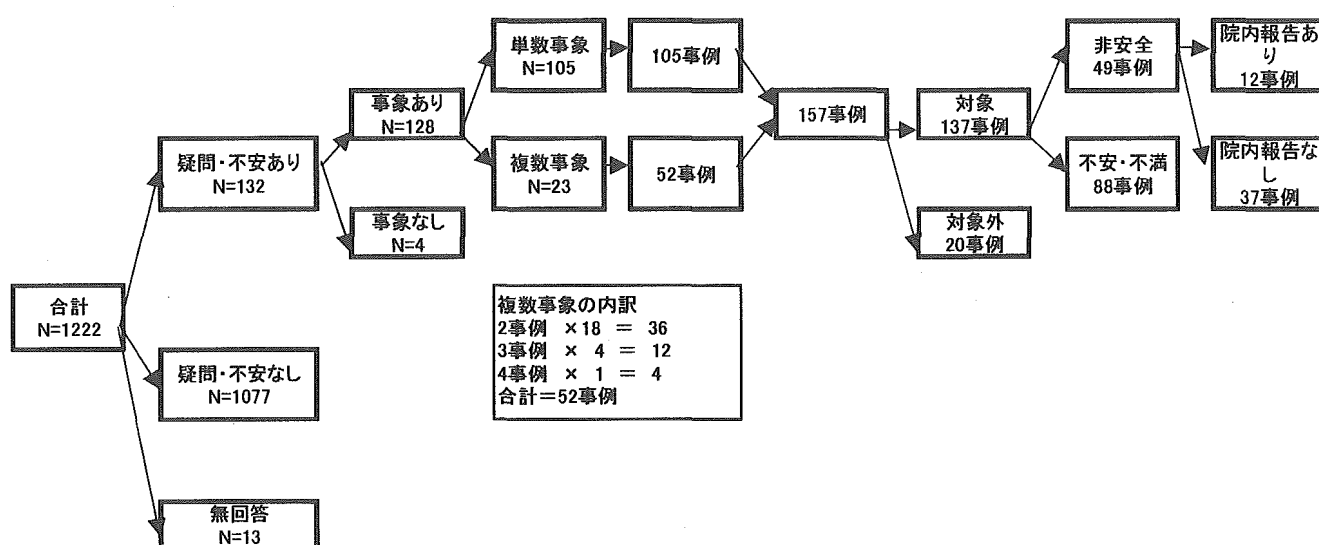 合計
N=1222
疑問・不安あり
N=132
疑問・不安なし
N=1077
無回答
N=13
事象あり
N=128
事象なし
N=4
単数事象
N=105
複数事象
N=23
105事例
52事例
157事例
対象
137事例
対象外
20事例
非安全
49事例
不安・不満
88事例
院内報告あ
り
12事例
院内報告な
し
37事例
複数事象の内訳
2事例 ×18 = 36
3事例 × 4 = 12
4事例 × 1 = 4
合計=52事例